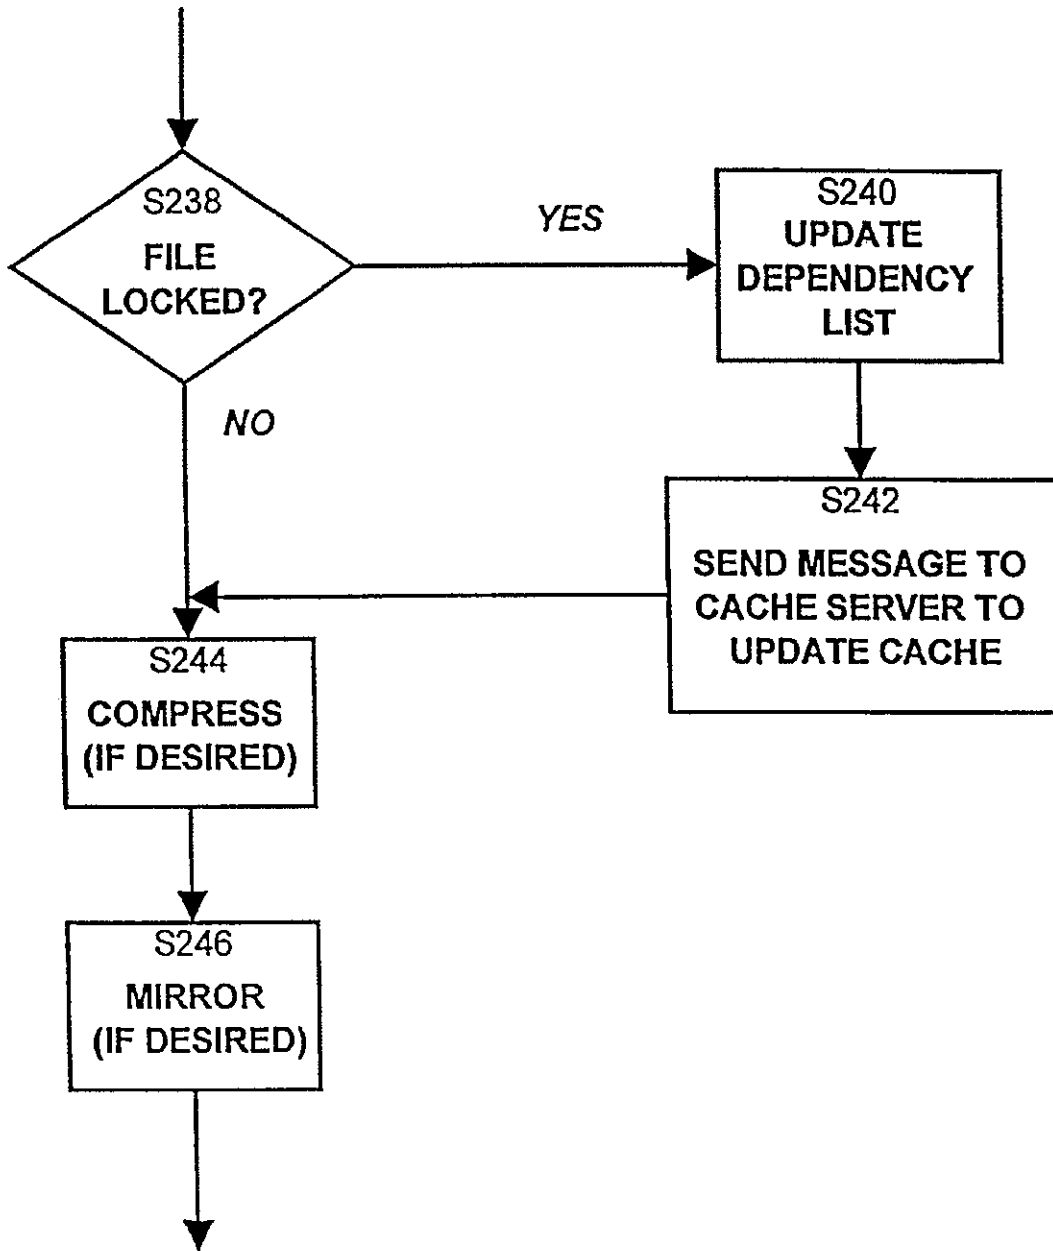 S238
FILE
LOCKED?
YES
S240
UPDATE
DEPENDENCY
LIST
NO
S242
SEND MESSAGE TO
CACHE SERVER TO
UPDATE CACHE
S244
COMPRESS
(IF DESIRED)
S246
MIRROR
(IF DESIRED)